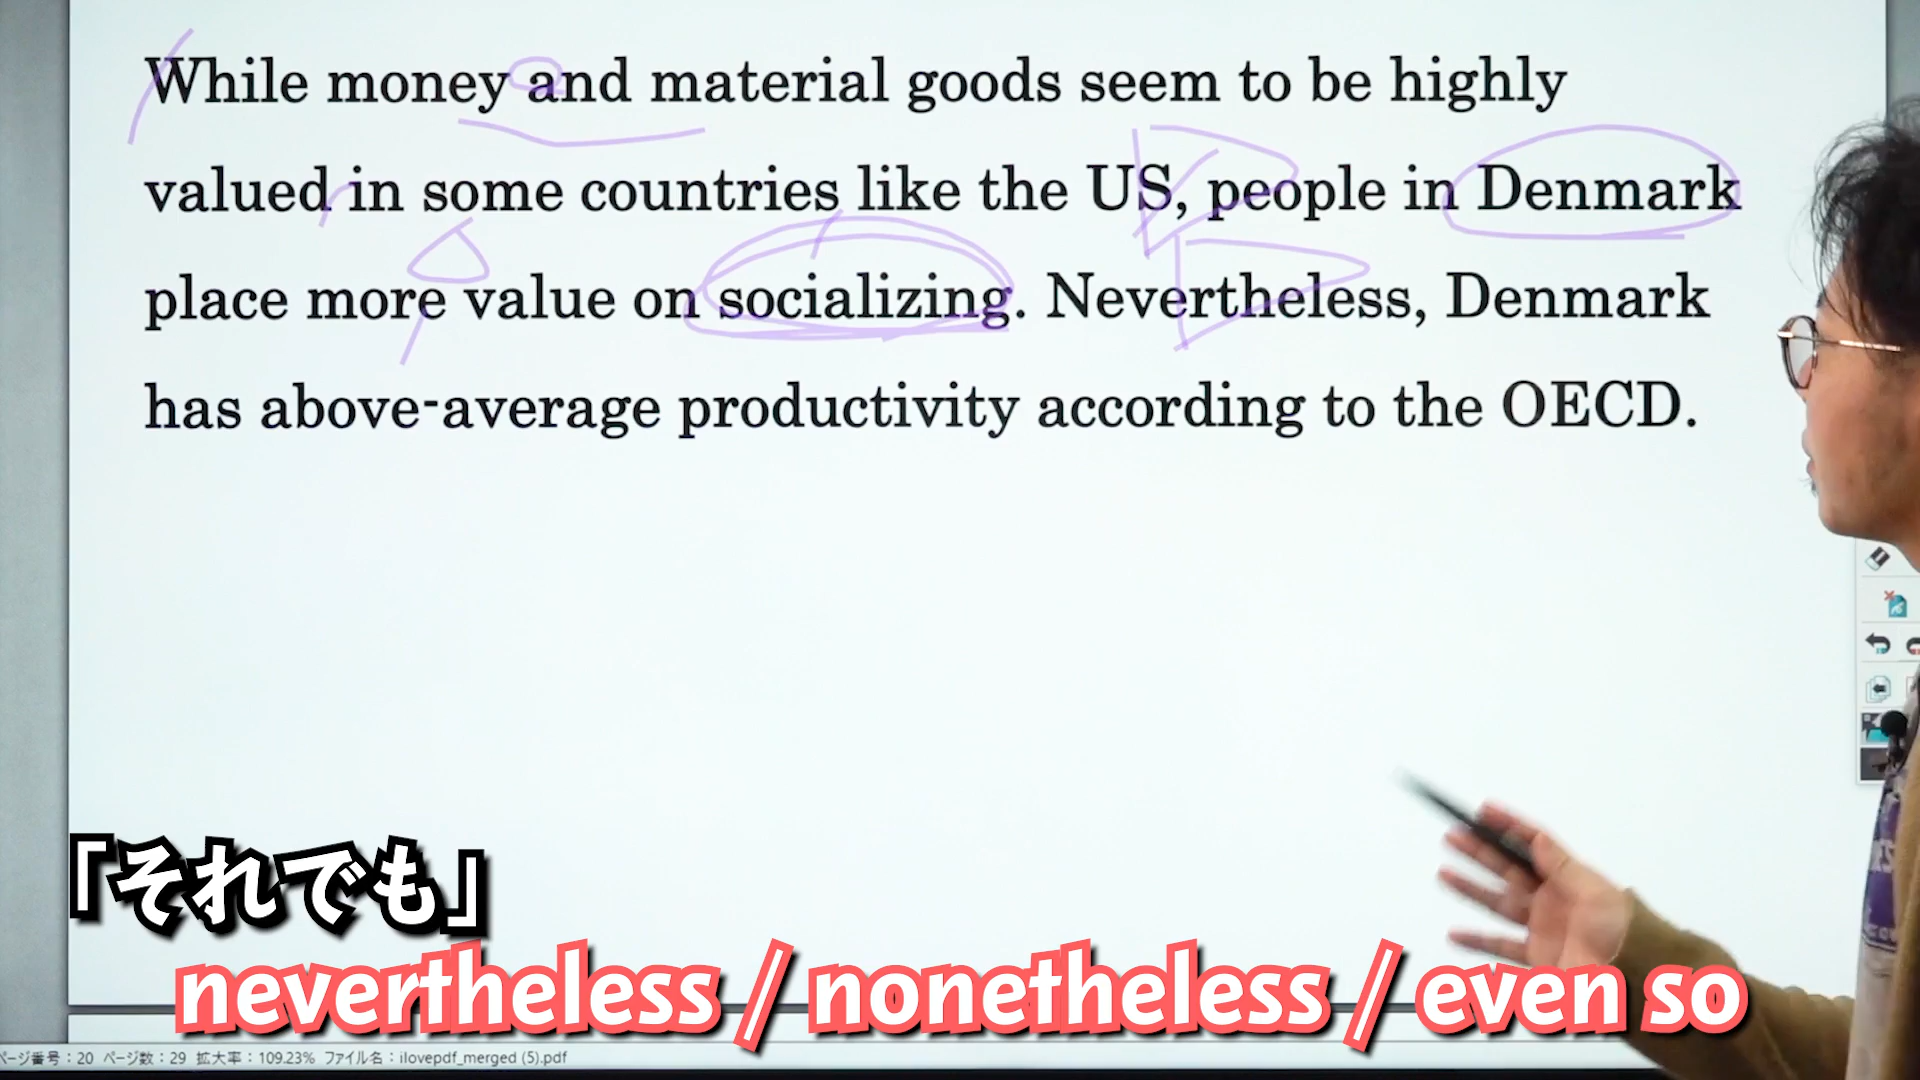 While money and material goods seem to be highly
valued in some countries like the US, people in Denmark
place more value on socializing. Nevertheless, Denmark
has above-average productivity according to the OECD.
「それでも」
nevertheless / nonetheless / even so
ページ番号：20 ページ数：29 拡大率：109.23% ファイル名：ilovepdf_merged (5).pdf